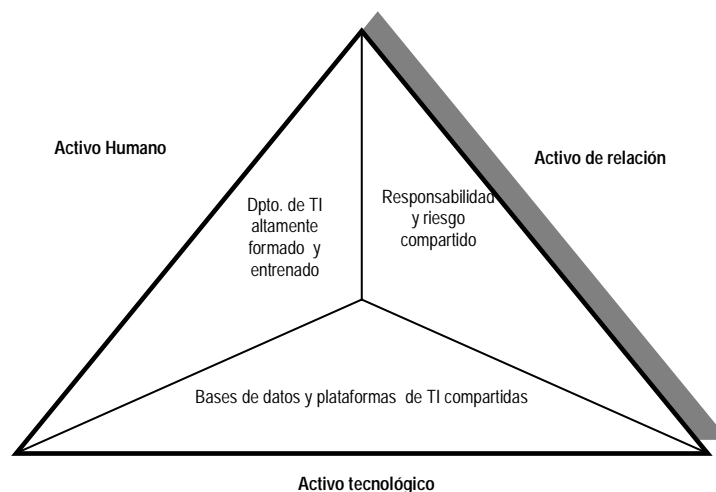 Activo Humano
Activo de relación
Dpto. de TI
altamente
formado y
entrenado
Responsabilidad
y riesgo
compartido
Bases de datos y plataformas de TI compartidas
Activo tecnológico